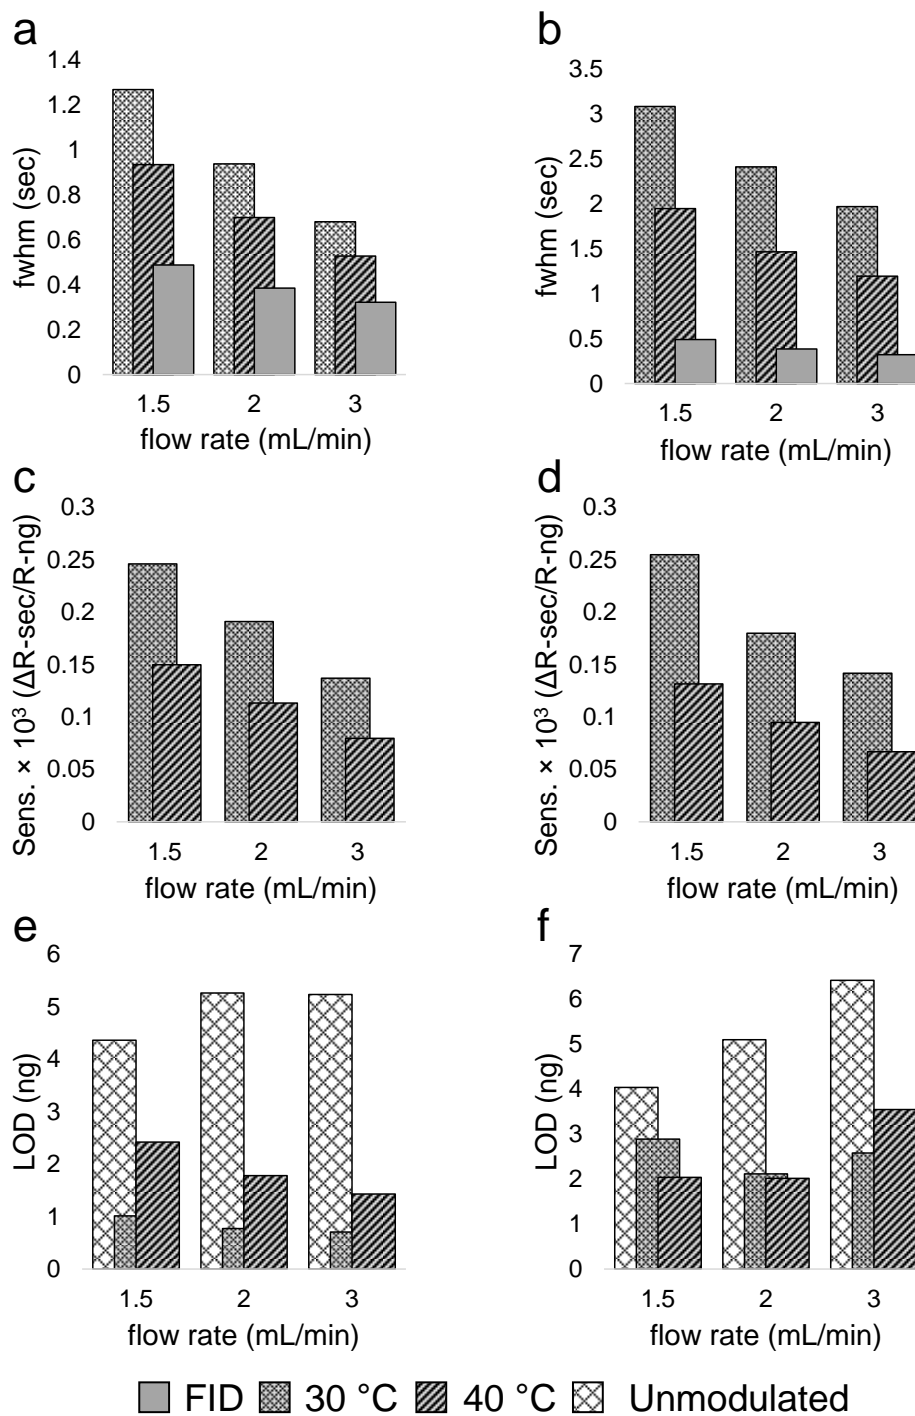 a
1.4
1.2
1
0.8
0.6
0.4
0.2
0
fwhm (sec)
1.5 2 3
flow rate (mL/min)
b
3.5
3
2.5
2
1.5
1
0.5
0
fwhm (sec)
1.5 2 3
flow rate (mL/min)
c
0.3
0.25
0.2
0.15
0.1
0.05
0
Sens. × 10³ (ΔR-sec/R-ng)
1.5 2 3
flow rate (mL/min)
d
0.3
0.25
0.2
0.15
0.1
0.05
0
Sens. × 10³ (ΔR-sec/R-ng)
1.5 2 3
flow rate (mL/min)
e
6
5
4
3
2
1
0
LOD (ng)
1.5 2 3
flow rate (mL/min)
f
7
6
5
4
3
2
1
0
LOD (ng)
1.5 2 3
flow rate (mL/min)
FID 30 °C 40 °C Unmodulated